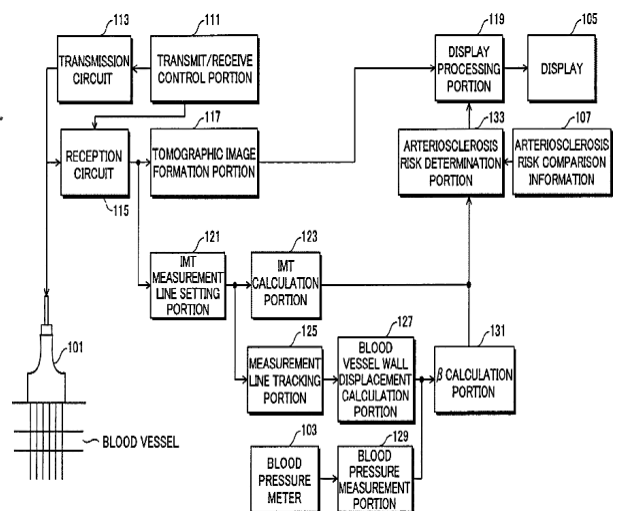 113
111
119
105
TRANSMISSION
CIRCUIT
TRANSMIT/RECEIVE
CONTROL PORTION
DISPLAY
PROCESSING
PORTION
DISPLAY
117
133
107
RECEPTION
CIRCUIT
TOMOGRAPHIC IMAGE
FORMATION PORTION
ARTERIOSCLEROSIS
RISK DETERMINATION
PORTION
ARTERIOSCLEROSIS
RISK COMPARISON
INFORMATION
115
121
123
IMT
MEASUREMENT
LINE SETTING
PORTION
IMT
CALCULATION
PORTION
101
125
127
131
MEASUREMENT
LINE TRACKING
PORTION
BLOOD
VESSEL WALL
DISPLACEMENT
CALCULATION
PORTION
β CALCULATION
PORTION
BLOOD VESSEL
103
129
BLOOD
PRESSURE
METER
BLOOD
PRESSURE
MEASUREMENT
PORTION